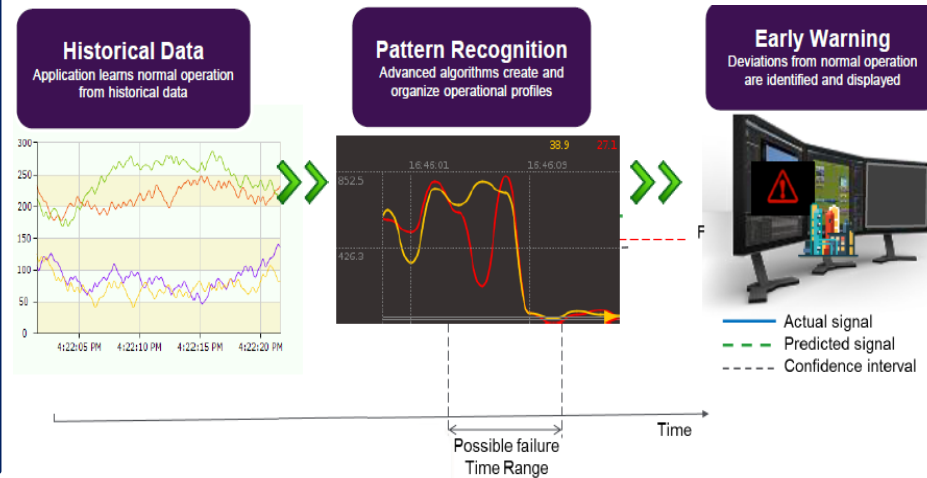 Historical Data
Application learns normal operation
from historical data
Pattern Recognition
Advanced algorithms create and
organize operational profiles
Early Warning
Deviations from normal operation
are identified and displayed
300
250
200
150
100
50
0
4:22:05 PM 4:22:10 PM 4:22:15 PM 4:22:20 PM
38.9 27.1
16:46:01 16:46:05
852.5
426.3
Actual signal
Predicted signal
Confidence interval
Time
Possible failure
Time Range